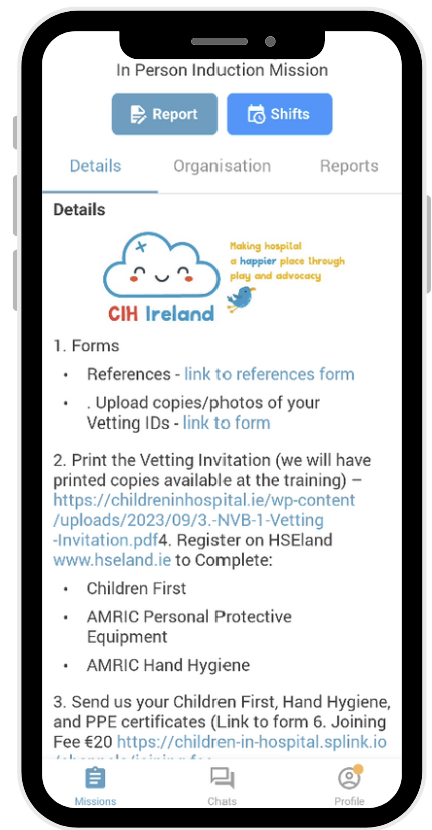 In Person Induction Mission
Report
Shifts
Details
Organisation
Reports
Details
Making hospital
a happier place through
play and advocacy
CIH Ireland
1. Forms
• References - link to references form
• . Upload copies/photos of your
Vetting IDs - link to form
2. Print the Vetting Invitation (we will have
printed copies available at the training) –
https://childreninhospital.ie/wp-content
/uploads/2023/09/3.-NVB-1-Vetting
-Invitation.pdf4. Register on HSEland
www.hseland.ie to Complete:
• Children First
• AMRIC Personal Protective
Equipment
• AMRIC Hand Hygiene
3. Send us your Children First, Hand Hygiene,
and PPE certificates (Link to form 6. Joining
Fee €20 https://children-in-hospital.splink.io
Missions
Chats
Profile